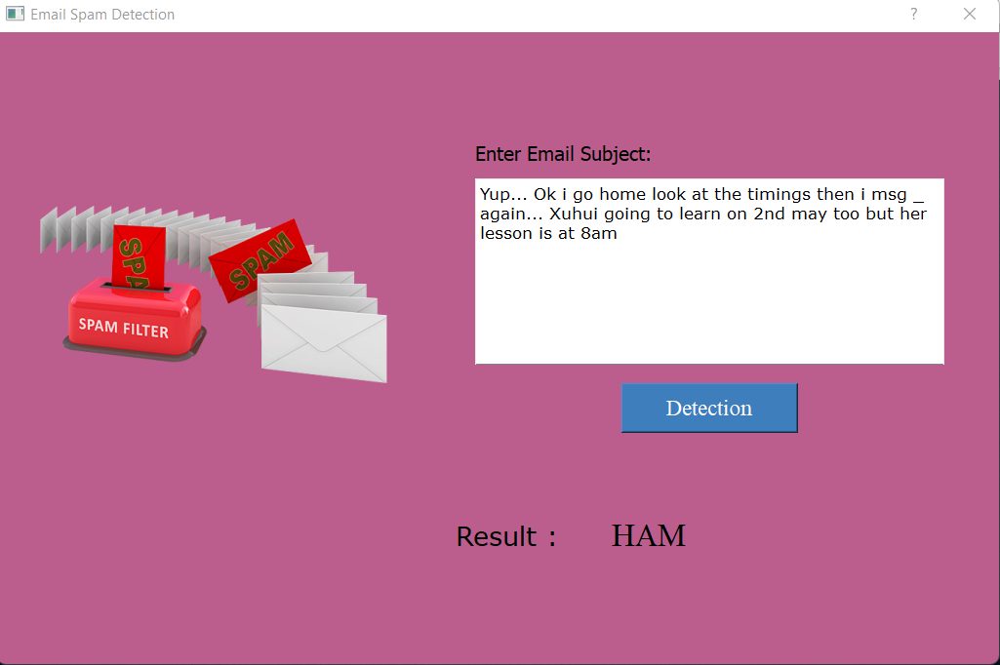 Email Spam Detection
?
Enter Email Subject:
Yup... Ok i go home look at the timings then i msg _
again... Xuhui going to learn on 2nd may too but her
lesson is at 8am
SPA
SPAM
SPAM FILTER
Detection
Result : HAM